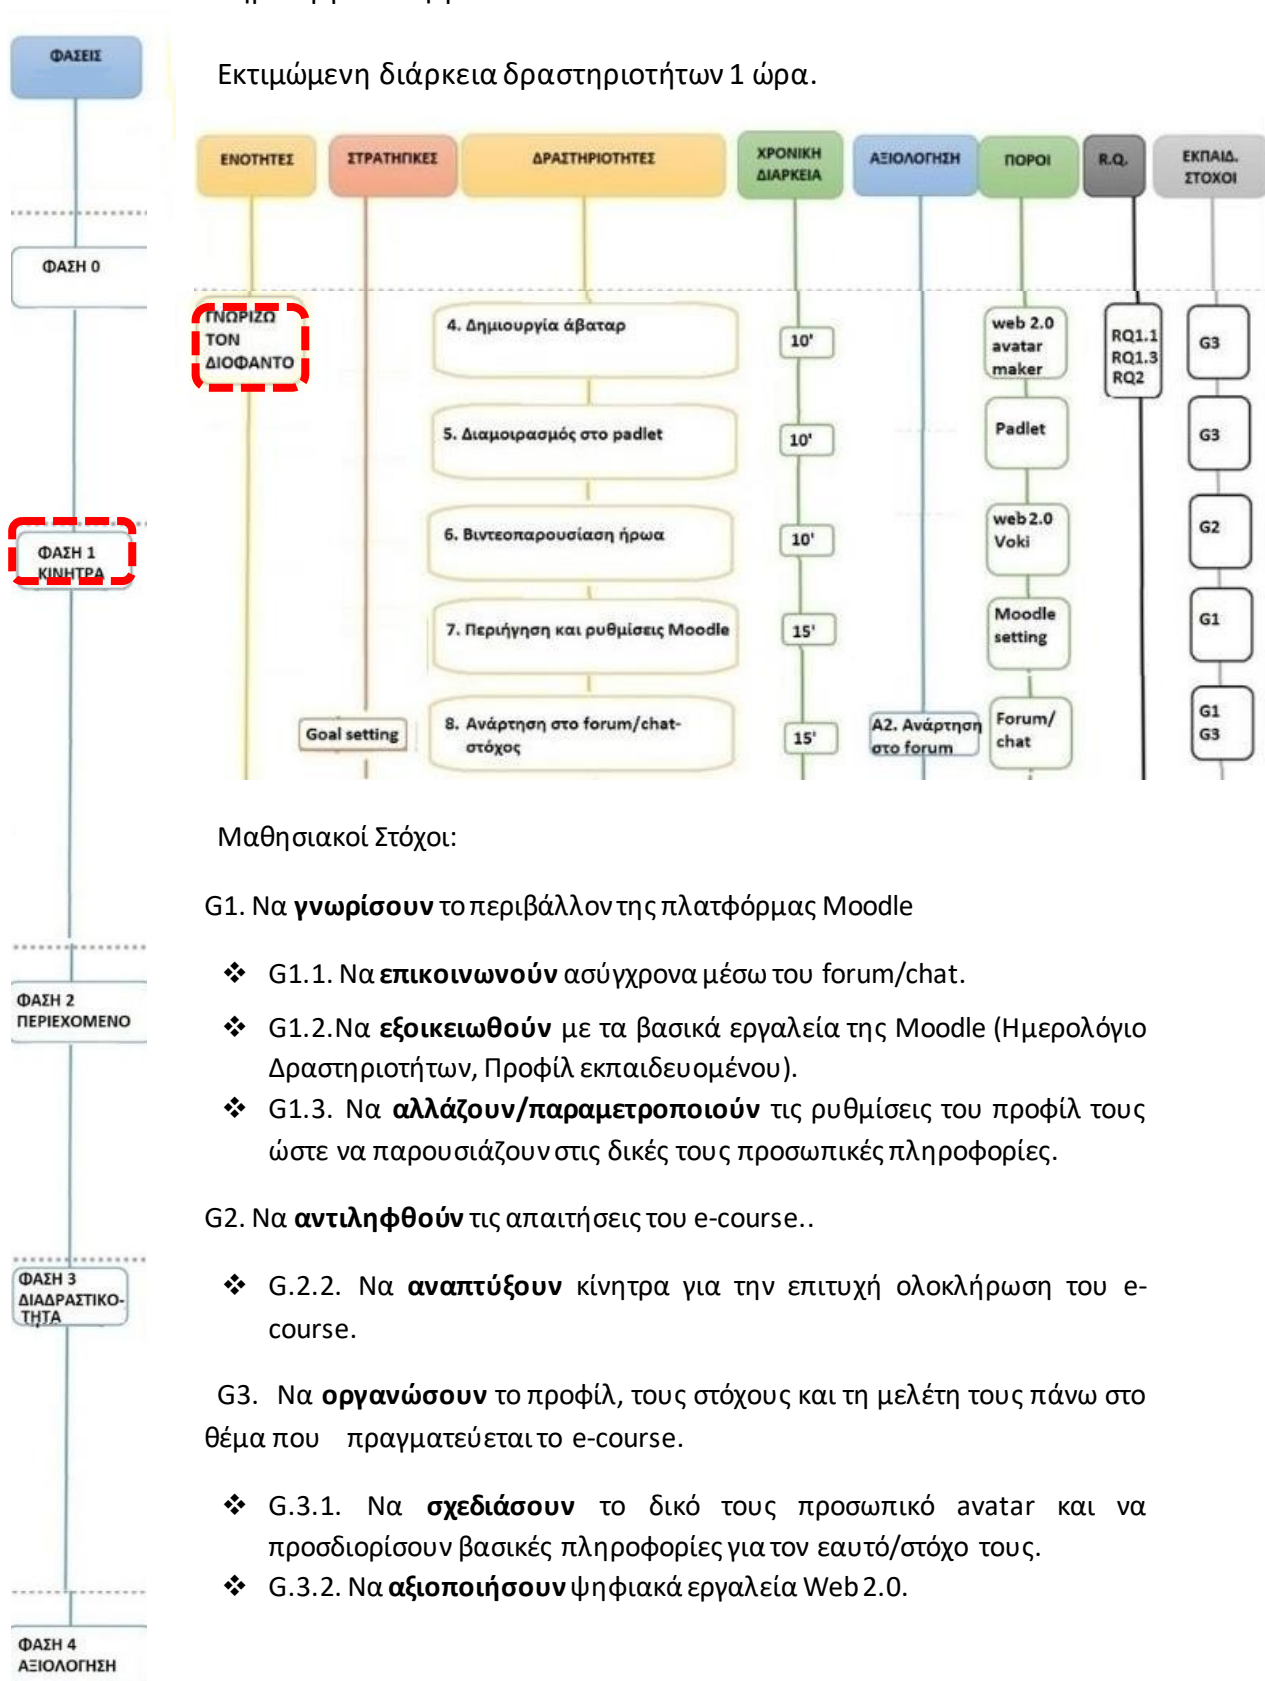 ΦΑΣΕΙΣ
Εκτιμώμενη διάρκεια δραστηριοτήτων 1 ώρα.
ΕΝΟΤΗΤΕΣ
ΣΤΡΑΤΗΓΙΚΕΣ
ΔΡΑΣΤΗΡΙΟΤΗΤΕΣ
ΧΡΟΝΙΚΗ
ΔΙΑΡΚΕΙΑ
ΑΞΙΟΛΟΓΗΣΗ
ΠΟΡΟΙ
R.Q.
ΕΚΠΑΙΔ.
ΣΤΟΧΟΙ
ΦΑΣΗ 0
ΓΝΩΡΙΖΩ
ΤΟΝ
ΔΙΟΦΑΝΤΟ
4. Δημιουργία άβαταρ
10'
web 2.0
avatar
maker
RQ1.1
RQ1.3
RQ2
G3
5. Διαμοιρασμός στο padlet
10'
Padlet
G3
ΦΑΣΗ 1
ΚΙΝΗΤΡΑ
6. Βιντεοπαρουσίαση ήρωα
10'
web 2.0
Voki
G2
7. Περιήγηση και ρυθμίσεις Moodle
15'
Moodle
setting
G1
Goal setting
8. Ανάρτηση στο forum/chat-
στόχος
15'
A2. Ανάρτηση
στο forum
Forum/
chat
G1
G3
Μαθησιακοί Στόχοι:
G1. Να γνωρίσουν το περιβάλλον της πλατφόρμας Moodle
❖ G1.1. Να επικοινωνούν ασύγχρονα μέσω του forum/chat.
ΦΑΣΗ 2
ΠΕΡΙΕΧΟΜΕΝΟ
❖ G1.2.Να εξοικειωθούν με τα βασικά εργαλεία της Moodle (Ημερολόγιο
Δραστηριοτήτων, Προφίλ εκπαιδευομένου).
❖ G1.3. Να αλλάζουν/παραμετροποιούν τις ρυθμίσεις του προφίλ τους
ώστε να παρουσιάζουν στις δικές τους προσωπικές πληροφορίες.
G2. Να αντιληφθούν τις απαιτήσεις του e-course..
ΦΑΣΗ 3
ΔΙΑΔΡΑΣΤΙΚΟ-
ΤΗΤΑ
❖ G.2.2. Να αναπτύξουν κίνητρα για την επιτυχή ολοκλήρωση του e-
course.
G3. Να οργανώσουν το προφίλ, τους στόχους και τη μελέτη τους πάνω στο
θέμα που πραγματεύεται το e-course.
❖ G.3.1. Να σχεδιάσουν το δικό τους προσωπικό avatar και να
προσδιορίσουν βασικές πληροφορίες για τον εαυτό/στόχο τους.
❖ G.3.2. Να αξιοποιήσουν ψηφιακά εργαλεία Web 2.0.
ΦΑΣΗ 4
ΑΞΙΟΛΟΓΗΣΗ